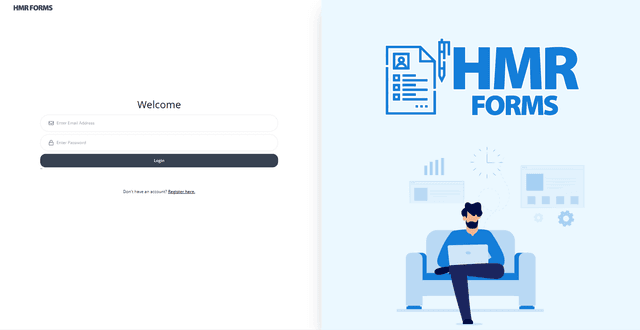 HMR FORMS
Welcome
Enter Email Address
Enter Password
Login
Don't have an account? Register here.
HMR
FORMS